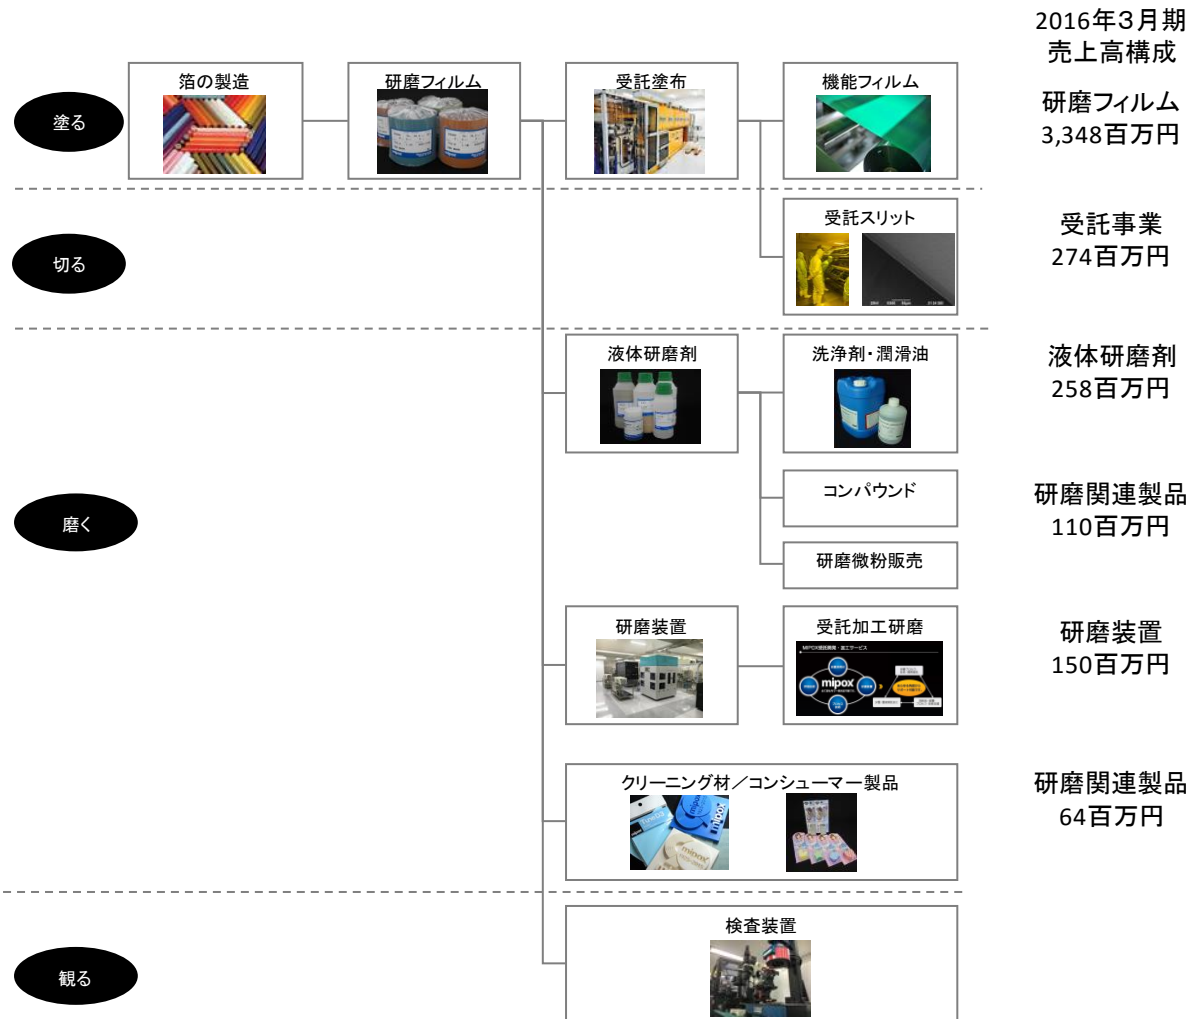 2016年3月期
売上高構成
塗る
箔の製造
研磨フィルム
受託塗布
機能フィルム
研磨フィルム
3,348百万円
切る
受託スリット
受託事業
274百万円
磨く
液体研磨剤
洗浄剤・潤滑油
液体研磨剤
258百万円
コンパウンド
研磨微粉販売
研磨関連製品
110百万円
研磨装置
受託加工研磨
mipox
研磨装置
150百万円
クリーニング材／コンシューマー製品
mipox
mipox
研磨関連製品
64百万円
観る
検査装置